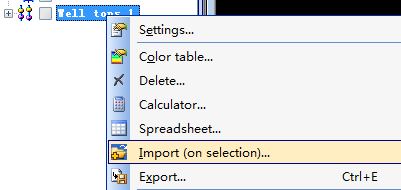 Well tops 1
Settings...
Color table...
Delete...
Calculator...
Spreadsheet...
Import (on selection)...
Export... Ctrl+E